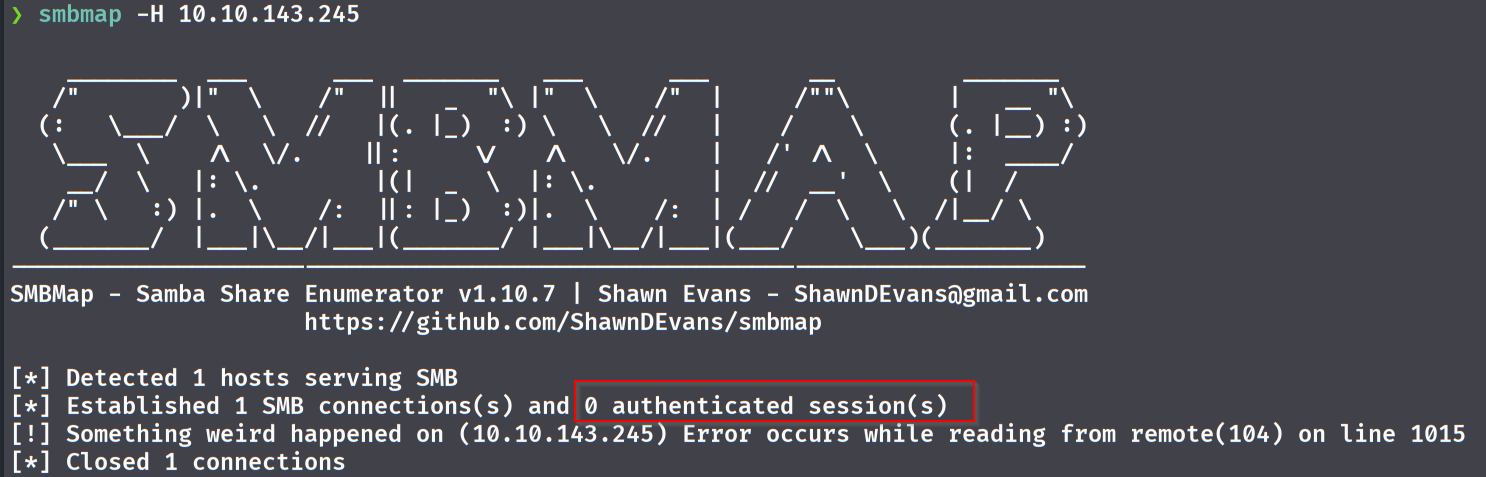 ❯ smbmap -H 10.10.143.245
SMBMap - Samba Share Enumerator v1.10.7 | Shawn Evans - ShawnDEvans@gmail.com
https://github.com/ShawnDEvans/smbmap
[*] Detected 1 hosts serving SMB
[*] Established 1 SMB connections(s) and 0 authenticated session(s)
[!] Something weird happened on (10.10.143.245) Error occurs while reading from remote(104) on line 1015
[*] Closed 1 connections